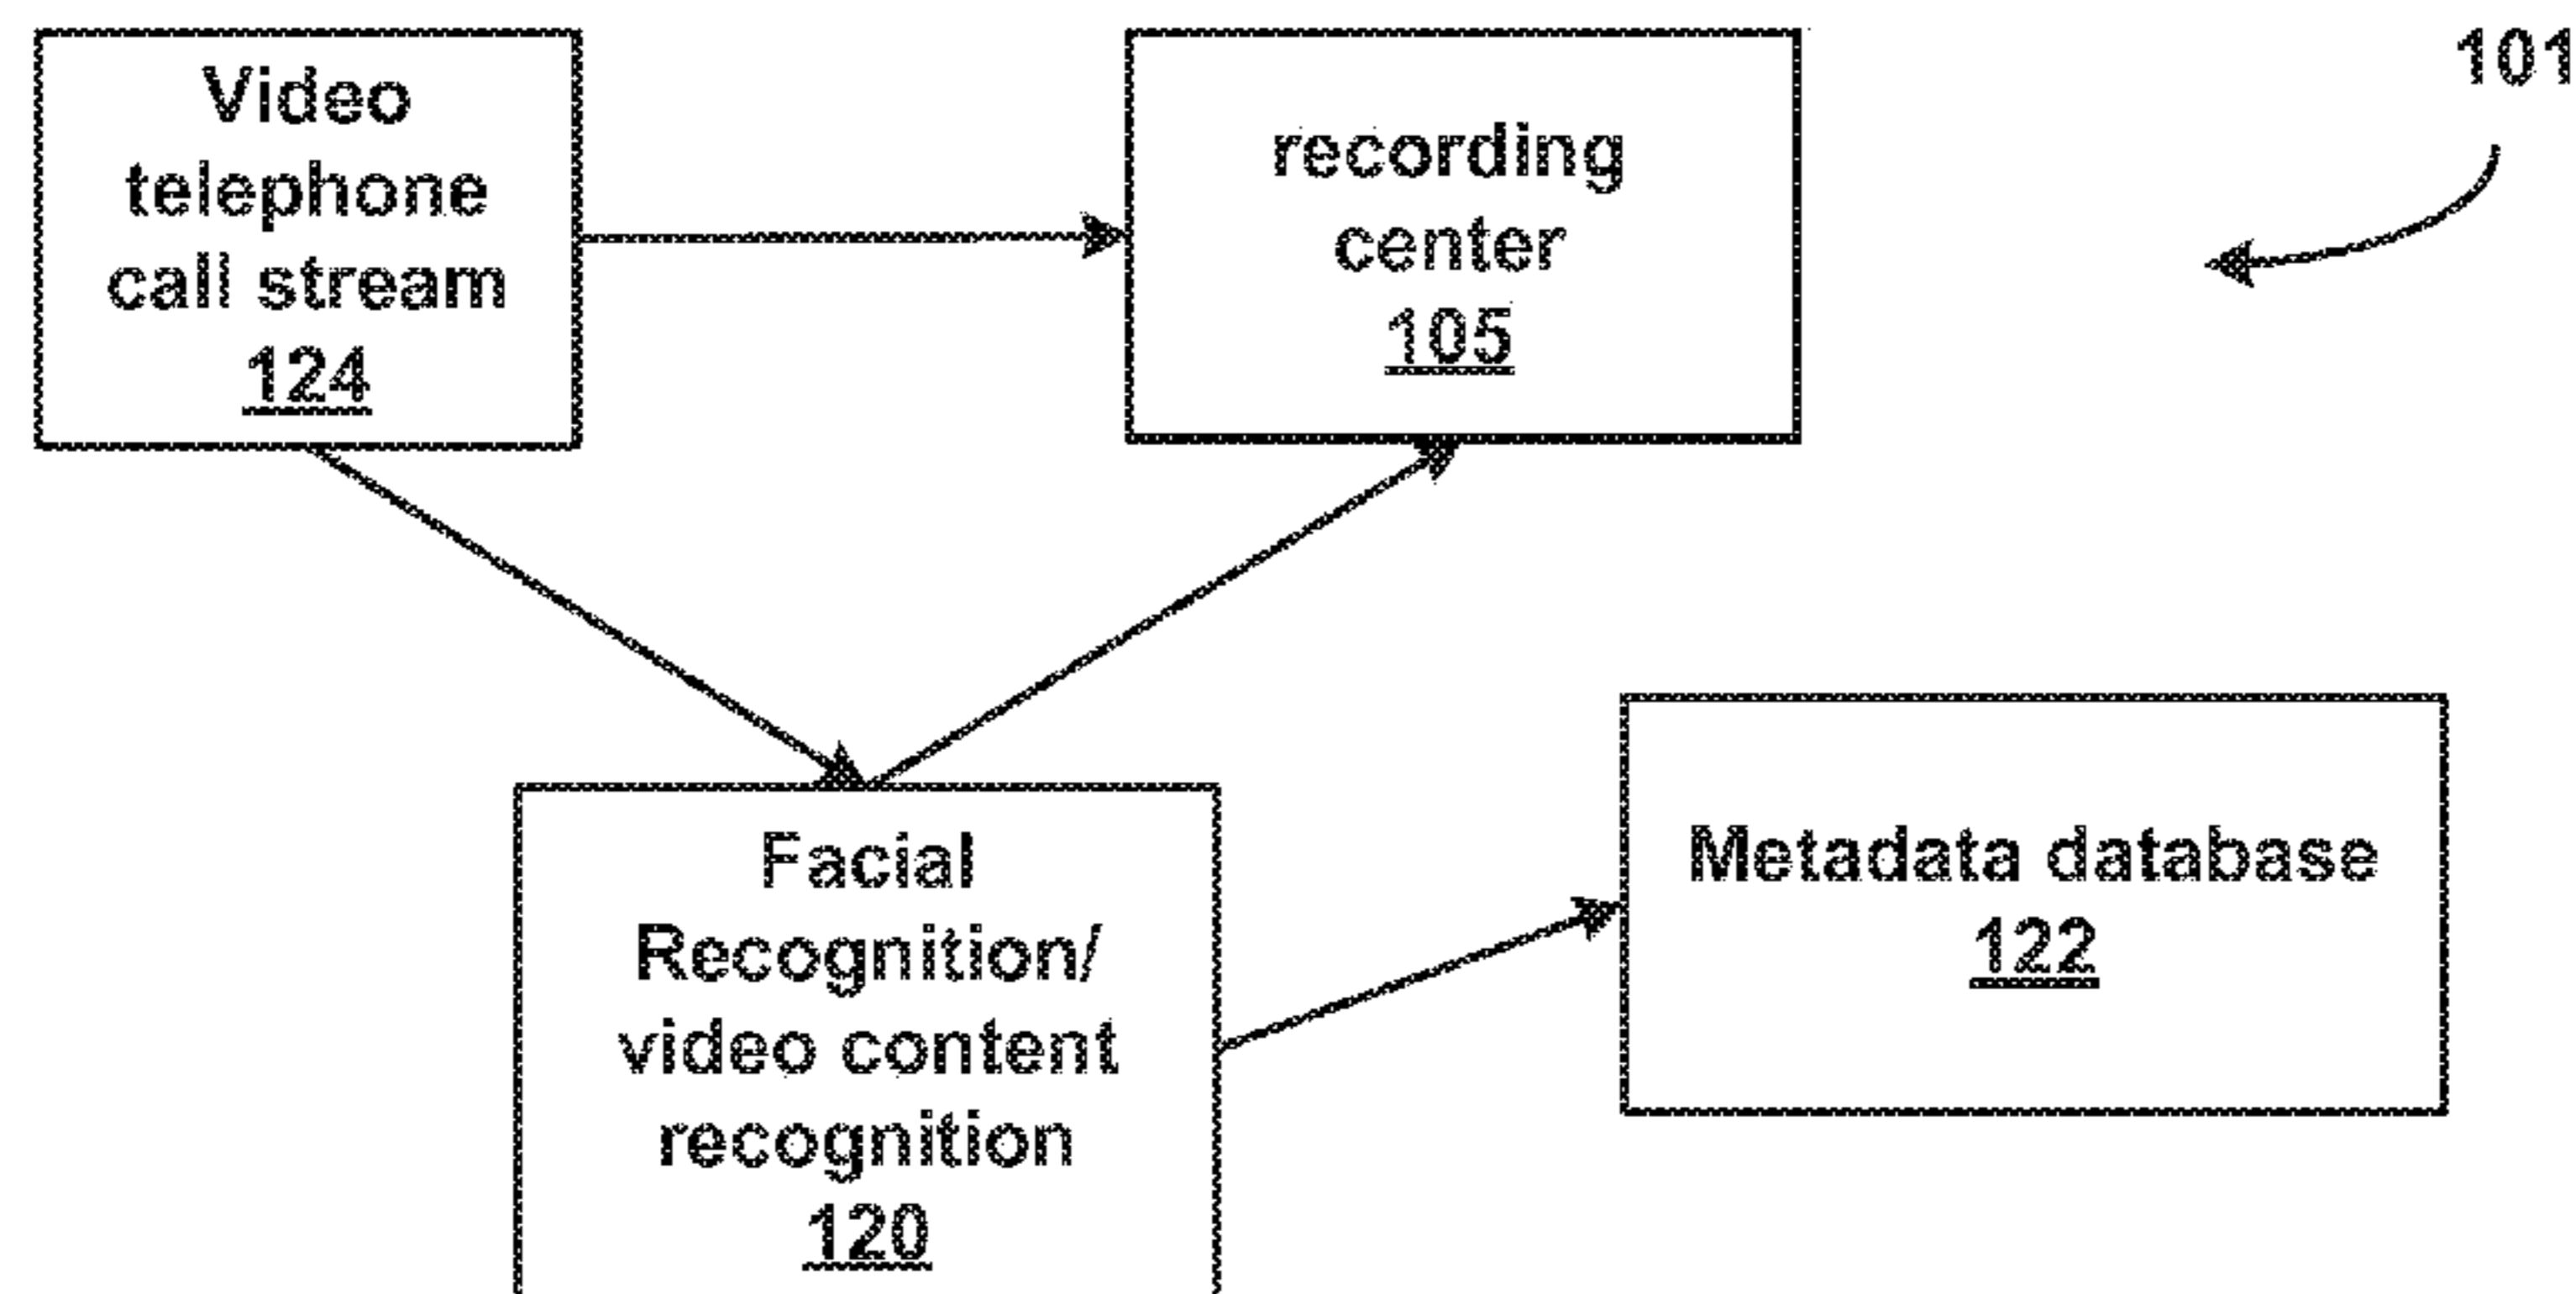 Video
telephone
call stream
124
recording
center
105
101
Facial
Recognition/
video content
recognition
120
Metadata database
122